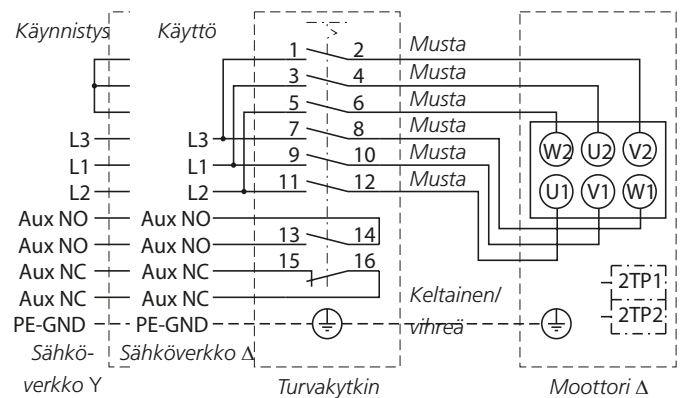 Käynnistys Käyttö
1 2 Musta
3 4 Musta
5 6 Musta
L3 L3 7 8 Musta
L1 L1 9 10 Musta
L2 L2 11 12 Musta
W2 U2 V2
U1 V1 W1
Aux NO Aux NO
Aux NO Aux NO 13 14
Aux NC Aux NC 15 16
Aux NC Aux NC
2TP1
2TP2
Keltainen/
vihreä
PE-GND PE-GND
Sähkö-
verkko Y
Sähköverkko Δ
Turvakytkin
Moottori Δ